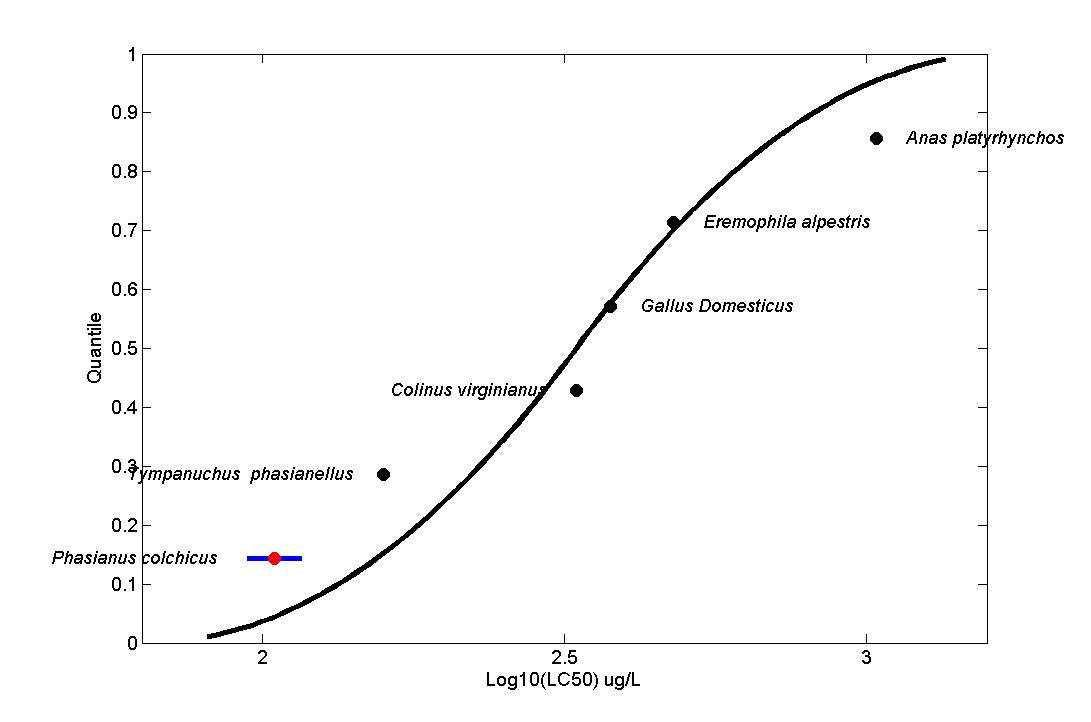 1
0.9
Anas platyrhynchos
0.8
0.7
Eremophila alpestris
0.6
Gallus Domesticus
0.5
Quantile
Colinus virginianus
0.4
0.3
Tympanuchus phasianellus
0.2
Phasianus colchicus
0.1
0
2
2.5
3
Log10(LC50) ug/L